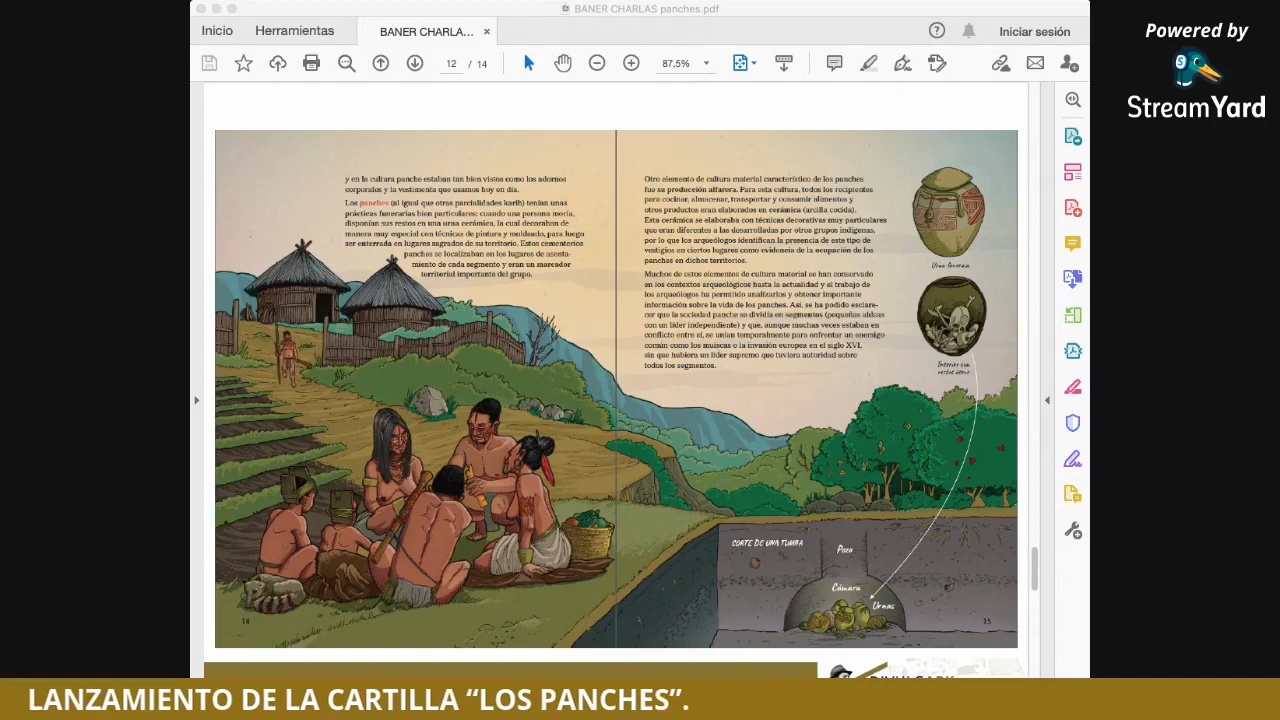 BANER CHARLAS panches.pdf
Inicio
Herramientas
BANER CHARLA...
Iniciar sesión
12 / 14
87,5%
Powered by
StreamYard
y en la cultura panche estaban tan bien vistos como los adornos
corporales y la vestimenta que usamos hoy en día.
Los panches (al igual que otras parcialidades karib) tenían unas
prácticas funerarias bien particulares: cuando una persona moría,
disponían sus restos en una urna cerámica, la cual decoraban de
manera muy especial con técnicas de pintura y moldeado, para luego
ser enterrada en lugares sagrados de su territorio. Estos cementerios
panches se localizaban en los lugares de asenta-
miento de cada segmento y eran un marcador
territorial importante del grupo.
14
Otro elemento de cultura material característico de los panches
fue su producción alfarera. Para esta cultura, todos los recipientes
para cocinar, almacenar, transportar y consumir alimentos y
otros productos eran elaborados en cerámica (arcilla cocida).
Esta cerámica se elaboraba con técnicas decorativas muy particulares
que eran diferentes a las desarrolladas por otros grupos indígenas,
por lo que los arqueólogos identifican la presencia de este tipo de
vestigios en ciertos lugares como evidencia de la ocupación de los
panches en dichos territorios.
Muchos de estos elementos de cultura material se han conservado
en los contextos arqueológicos hasta la actualidad y el trabajo de
los arqueólogos ha permitido analizarlos y obtener importante
información sobre la vida de los panches. Así, se ha podido esclare-
cer que la sociedad panche se dividía en segmentos (pequeñas aldeas
con un líder independiente) y que, aunque muchas veces estaban en
conflicto entre sí, se unían temporalmente para enfrentar un enemigo
común como los muiscas o la invasión europea en el siglo XVI,
sin que hubiera un líder supremo que tuviera autoridad sobre
todos los segmentos.
Urna funeraria
Interior con
restos óseos
CORTE DE UNA TUMBA
Pozo
Cámara
Urnas
15
LANZAMIENTO DE LA CARTILLA “LOS PANCHES”.